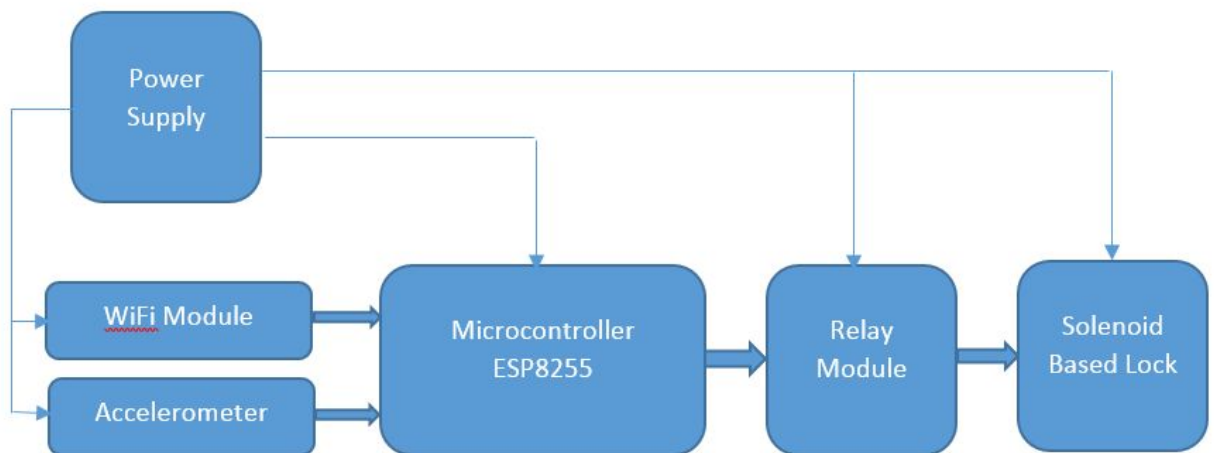 Power
Supply
WiFi Module
Accelerometer
Microcontroller
ESP8255
Relay
Module
Solenoid
Based Lock